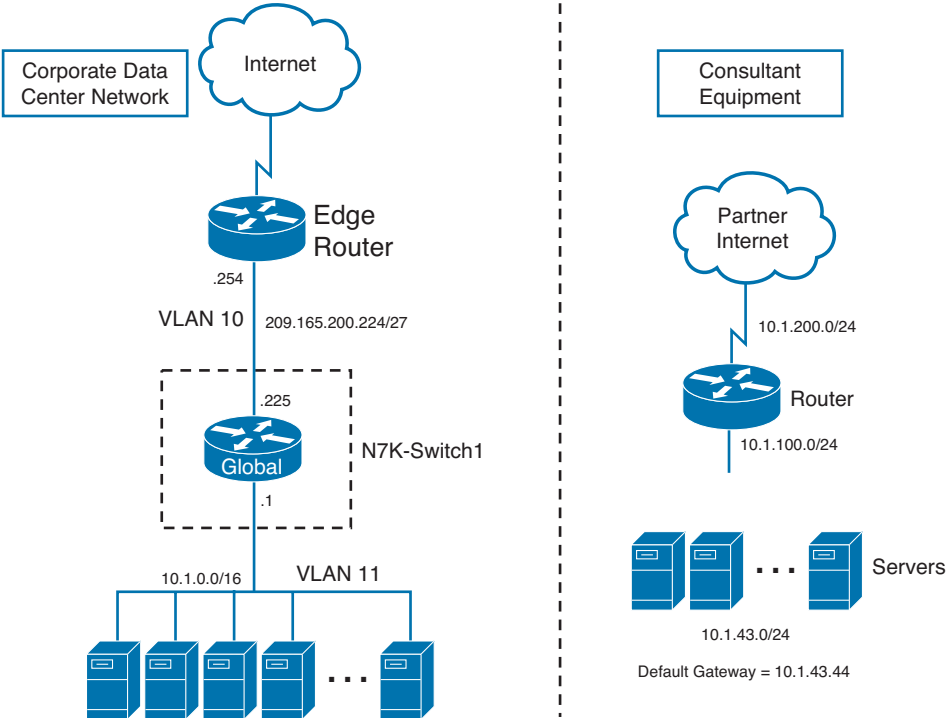 Corporate Data
Center Network
Internet
Edge
Router
.254
VLAN 10
209.165.200.224/27
.225
Global
N7K-Switch1
.1
10.1.0.0/16
VLAN 11
...
Consultant
Equipment
Partner
Internet
10.1.200.0/24
Router
10.1.100.0/24
...
Servers
10.1.43.0/24
Default Gateway = 10.1.43.44